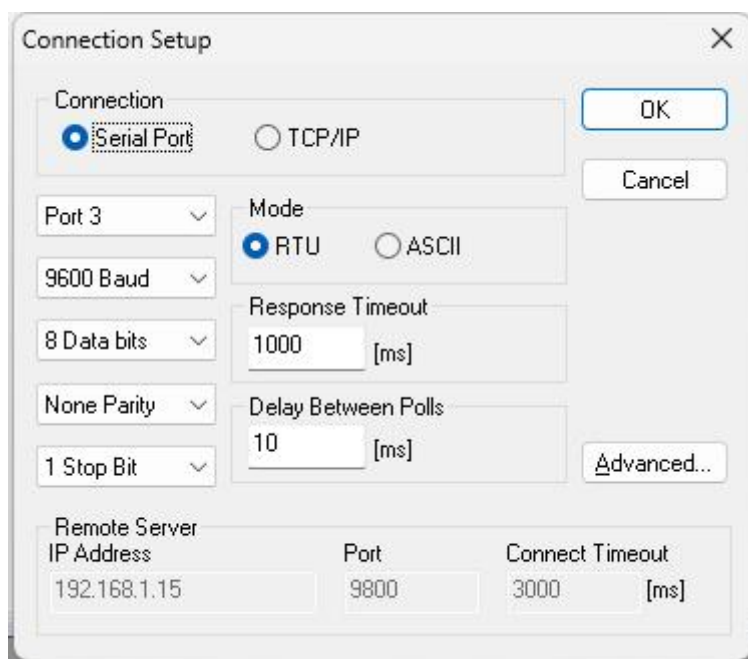 Connection Setup
Connection
Serial Port
TCP/IP
OK
Cancel
Port 3
9600 Baud
8 Data bits
None Parity
1 Stop Bit
Mode
RTU
ASCII
Response Timeout
1000 [ms]
Delay Between Polls
10 [ms]
Advanced...
Remote Server
IP Address Port Connect Timeout
192.168.1.15 9800 3000 [ms]